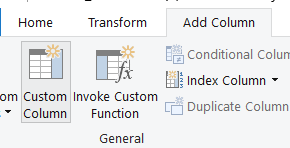 Home Transform Add Column
Conditional Colum
Custom Column
Invoke Custom Function
Index Column
Duplicate Column
General